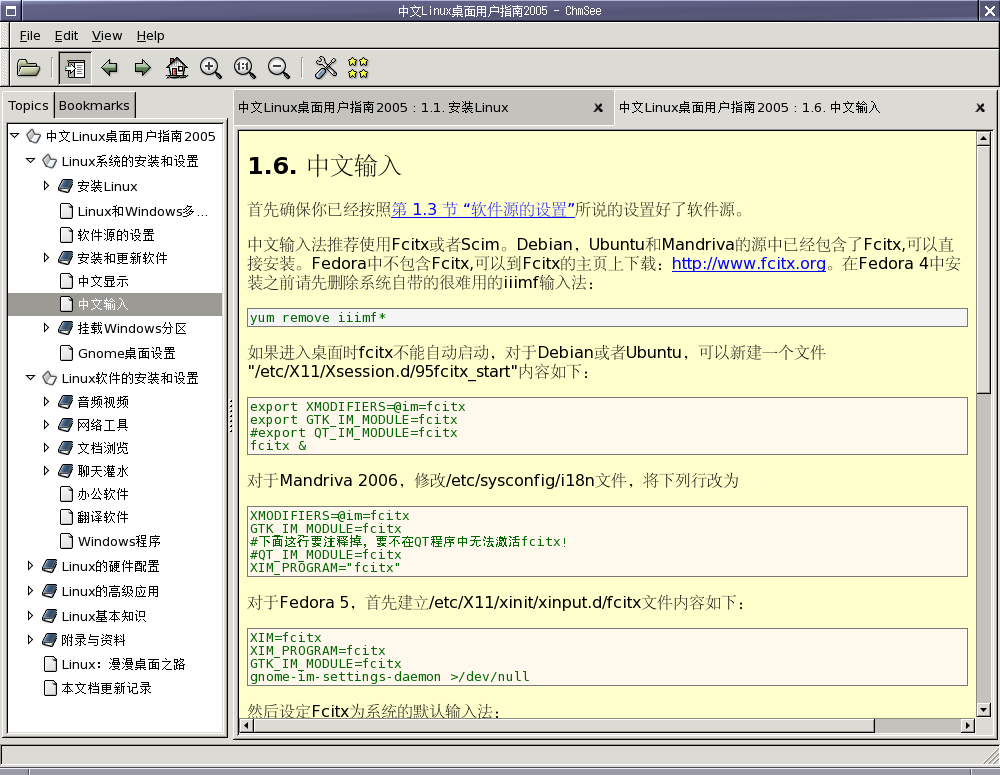 中文Linux桌面用户指南2005 - ChmSee
File Edit View Help
Topics Bookmarks
中文Linux桌面用户指南2005
Linux系统的安装和设置
安装Linux
Linux和Windows多...
软件源的设置
安装和更新软件
中文显示
中文输入
挂载Windows分区
Gnome桌面设置
Linux软件的安装和设置
音频视频
网络工具
文档浏览
聊天灌水
办公软件
翻译软件
Windows程序
Linux的硬件配置
Linux的高级应用
Linux基本知识
附录与资料
Linux：漫漫桌面之路
本文档更新记录
中文Linux桌面用户指南2005 : 1.1. 安装Linux
中文Linux桌面用户指南2005 : 1.6. 中文输入
1.6. 中文输入
首先确保你已经按照第 1.3 节 “软件源的设置”所说的设置好了软件源。
中文输入法推荐使用Fcitx或者Scim。Debian，Ubuntu和Mandriva的源中已经包含了Fcitx,可以直
接安装。Fedora中不包含Fcitx,可以到Fcitx的主页上下载：http://www.fcitx.org。在Fedora 4中安
装之前请先删除系统自带的很难用的iiimf输入法：
yum remove iiimf*
如果进入桌面时fcitx不能自动启动，对于Debian或者Ubuntu，可以新建一个文件
"/etc/X11/Xsession.d/95fcitx_start"内容如下：
export XMODIFIERS=@im=fcitx
export GTK_IM_MODULE=fcitx
#export QT_IM_MODULE=fcitx
fcitx &
对于Mandriva 2006，修改/etc/sysconfig/i18n文件，将下列行改为
XMODIFIERS=@im=fcitx
GTK_IM_MODULE=fcitx
#下面这行要注释掉，要不在QT程序中无法激活fcitx!
#QT_IM_MODULE=fcitx
XIM_PROGRAM="fcitx"
对于Fedora 5，首先建立/etc/X11/xinit/xinput.d/fcitx文件内容如下：
XIM=fcitx
XIM_PROGRAM=fcitx
GTK_IM_MODULE=fcitx
gnome-im-settings-daemon >/dev/null
然后设定Fcitx为系统的默认输入法：